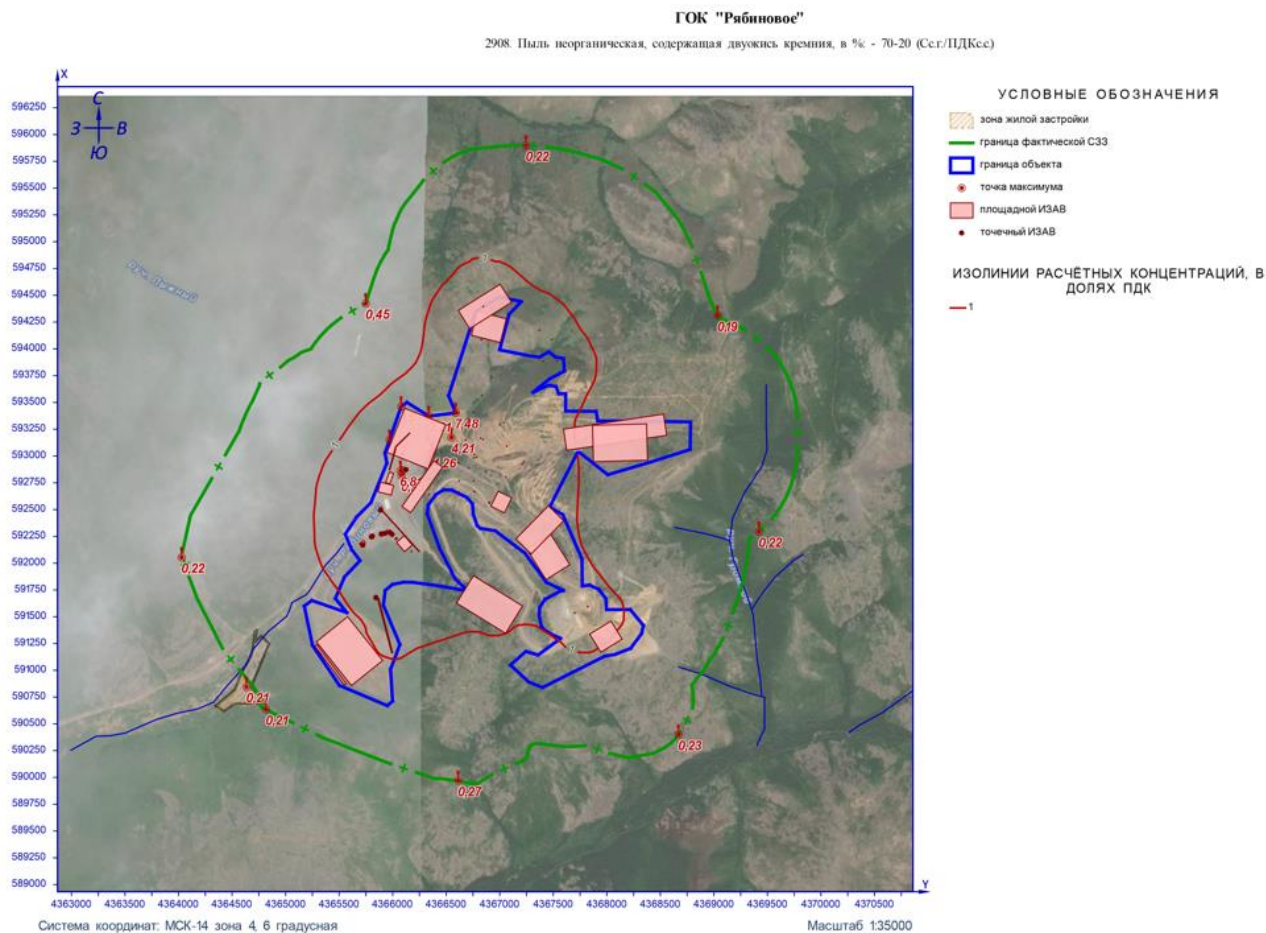 ГОК "Рябиновое"
2908. Пыль неорганическая, содержащая двуокись кремния, в %: - 70-20 (Сс.г./ПДКс.с.)
X
С
З В
Ю
596250
596000
595750
595500
595250
595000
594750
594500
594250
594000
593750
593500
593250
593000
592750
592500
592250
592000
591750
591500
591250
591000
590750
590500
590250
590000
589750
589500
589250
589000
0,22
0,45
0,19
7,48
4,21
0,22
0,22
0,21
0,21
0,23
0,27
1
1
1
4363000 4363500 4364000 4364500 4365000 4365500 4366000 4366500 4367000 4367500 4368000 4368500 4369000 4369500 4370000 4370500
Y
Система координат: МСК-14 зона 4, 6 градусная
Масштаб 1:35000
УСЛОВНЫЕ ОБОЗНАЧЕНИЯ
зона жилой застройки
граница фактической СЗЗ
граница объекта
точка максимума
площадной ИЗАВ
точечный ИЗАВ
ИЗОЛИНИИ РАСЧЁТНЫХ КОНЦЕНТРАЦИЙ, В
ДОЛЯХ ПДК
1